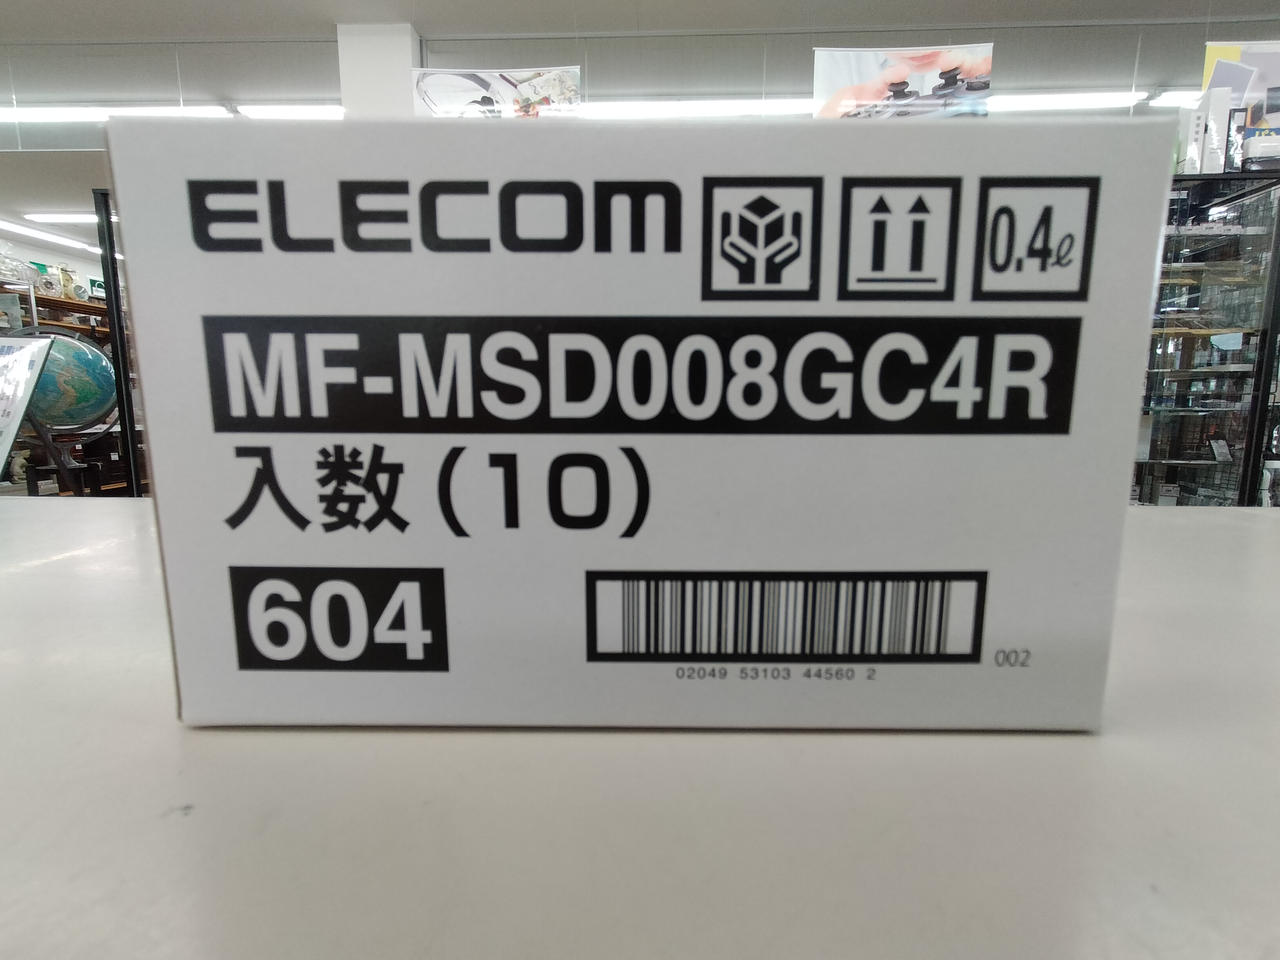 ELECOM
0.4ℓ
MF-MSD008GC4R
入数(10)
604
02049 53103 44560 2
002